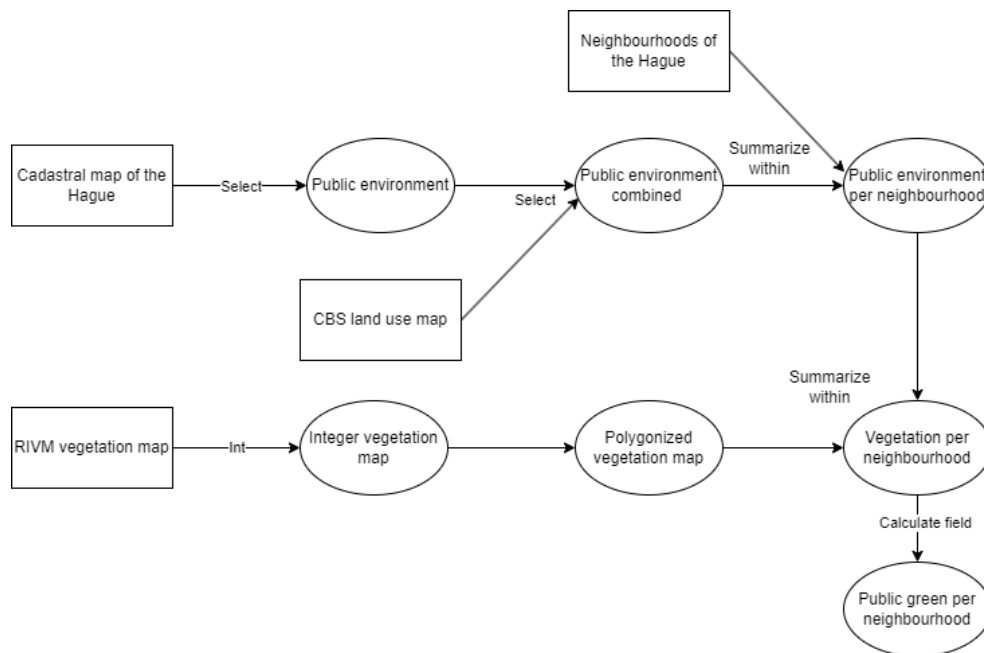 Neighbourhoods of
the Hague
Cadastral map of the
Hague
Select
Public environment
Select
Public environment
combined
Summarize
within
Public environment
per neighbourhood
CBS land use map
Summarize
within
RIVM vegetation map
Int
Integer vegetation
map
Polygonized
vegetation map
Vegetation per
neighbourhood
Calculate field
Public green per
neighbourhood